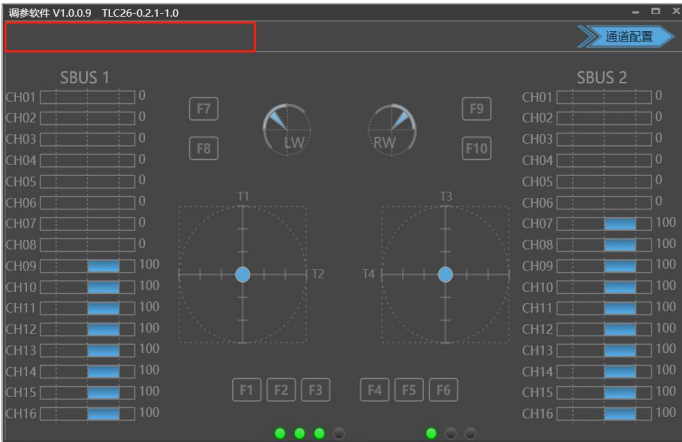 调参软件 V1.0.0.9 TLC26-0.2.1-1.0
通道配置
SBUS 1
CH01 0
CH02 0
CH03 0
CH04 0
CH05 0
CH06 0
CH07 0
CH08 0
CH09 100
CH10 100
CH11 100
CH12 100
CH13 100
CH14 100
CH15 100
CH16 100
F7
F8
LW
RW
F9
F10
T1
T2
T3
T4
F1 F2 F3
F4 F5 F6
SBUS 2
CH01 0
CH02 0
CH03 0
CH04 0
CH05 0
CH06 0
CH07 100
CH08 100
CH09 100
CH10 100
CH11 100
CH12 100
CH13 100
CH14 100
CH15 100
CH16 100